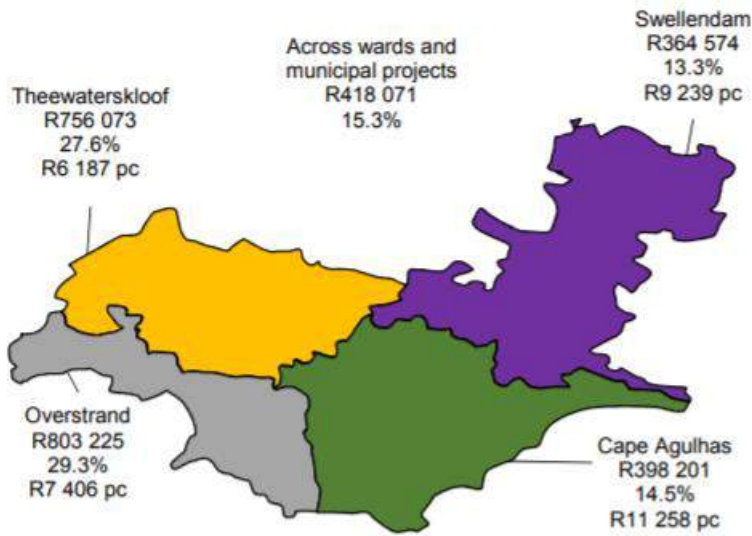 Swellendam
R364 574
13.3%
R9 239 pc
Across wards and
municipal projects
R418 071
15.3%
Theewaterskloof
R756 073
27.6%
R6 187 pc
Overstrand
R803 225
29.3%
R7 406 pc
Cape Agulhas
R398 201
14.5%
R11 258 pc